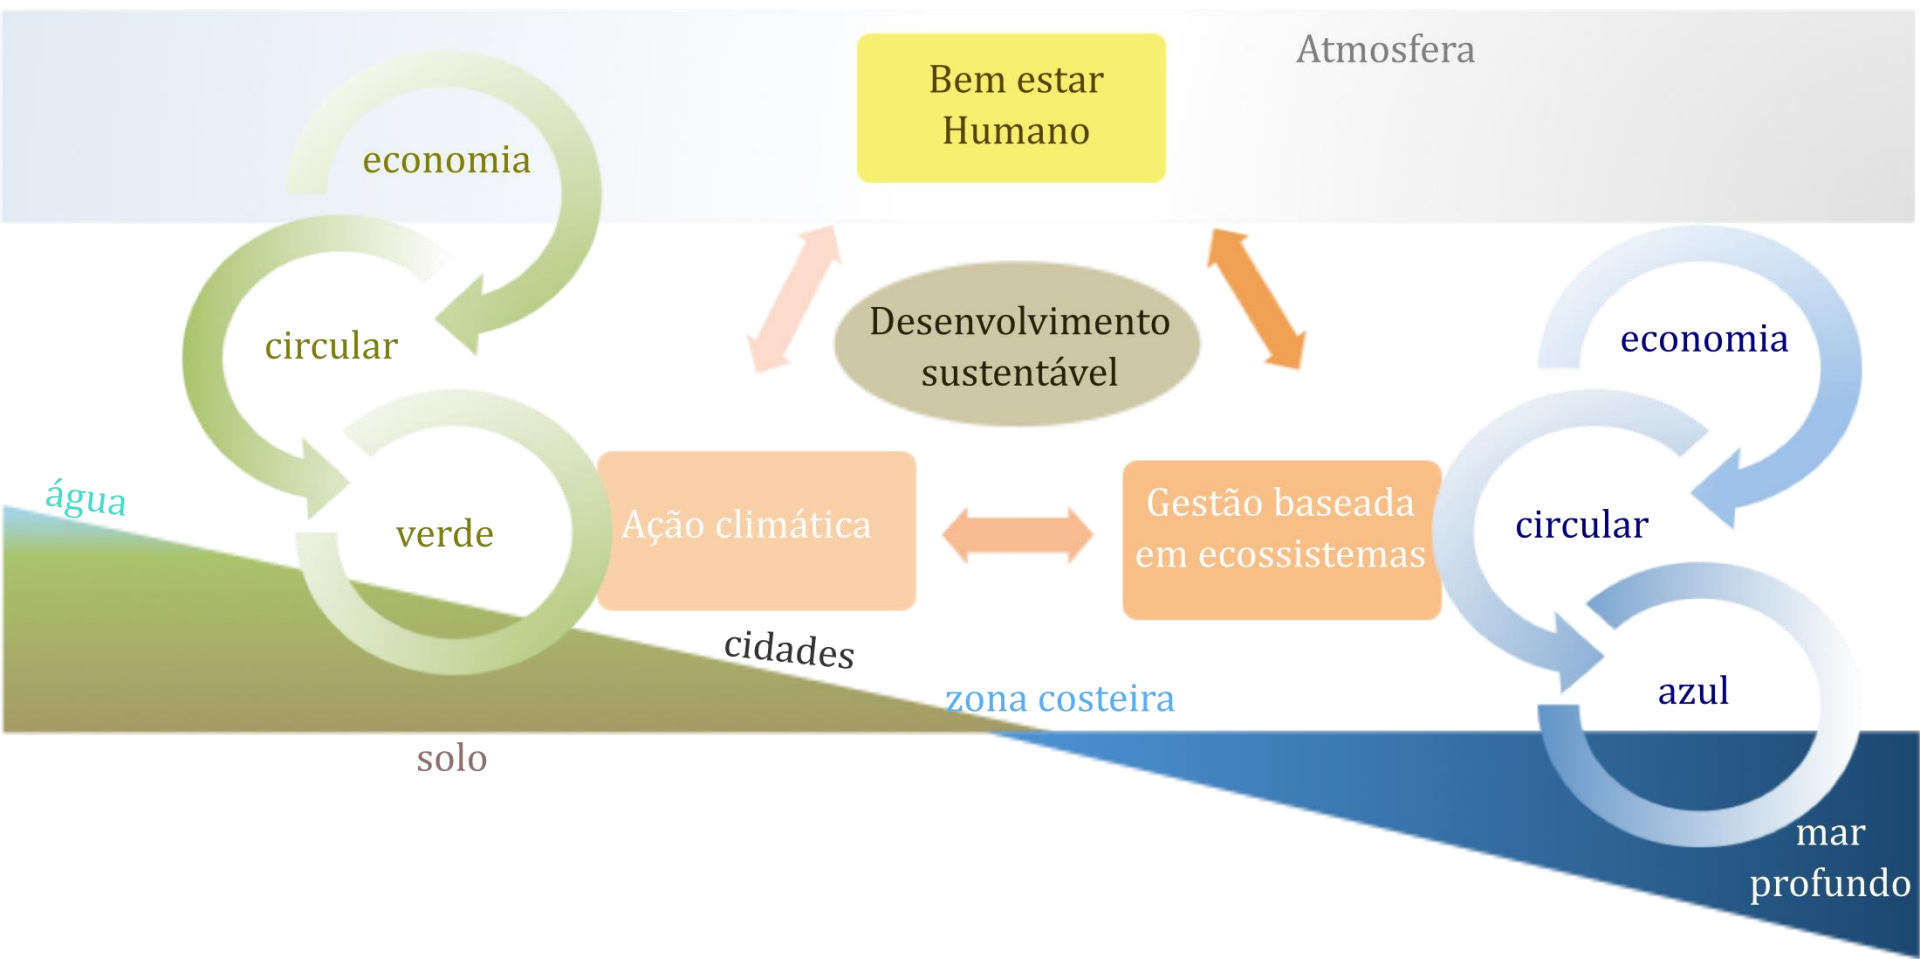 Atmosfera
Bem estar
Humano
economia
circular
verde
Desenvolvimento
sustentável
economia
circular
azul
água
Ação climática
Gestão baseada
em ecossistemas
cidades
zona costeira
solo
mar
profundo